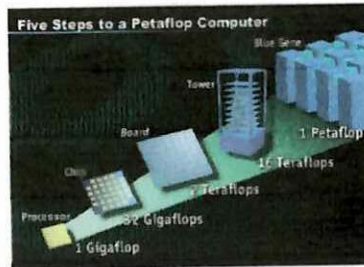 Five Steps to a Petaflop Computer
Blue Gene
Tower
Board
Chip
Processor
1 Petaflop
16 Teraflops
2 Teraflops
32 Gigaflops
1 Gigaflop